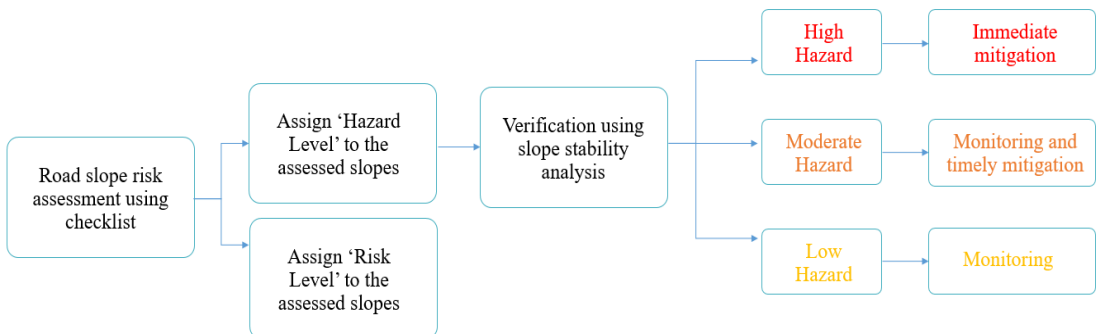 Road slope risk
assessment using
checklist
Assign ‘Hazard
Level’ to the
assessed slopes
Assign ‘Risk
Level’ to the
assessed slopes
Verification using
slope stability
analysis
High
Hazard
Immediate
mitigation
Moderate
Hazard
Monitoring and
timely mitigation
Low
Hazard
Monitoring